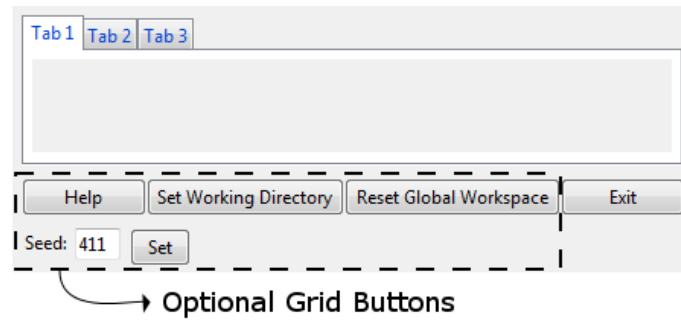 Tab 1 Tab 2 Tab 3
Help Set Working Directory Reset Global Workspace Exit
Seed: 411 Set
Optional Grid Buttons